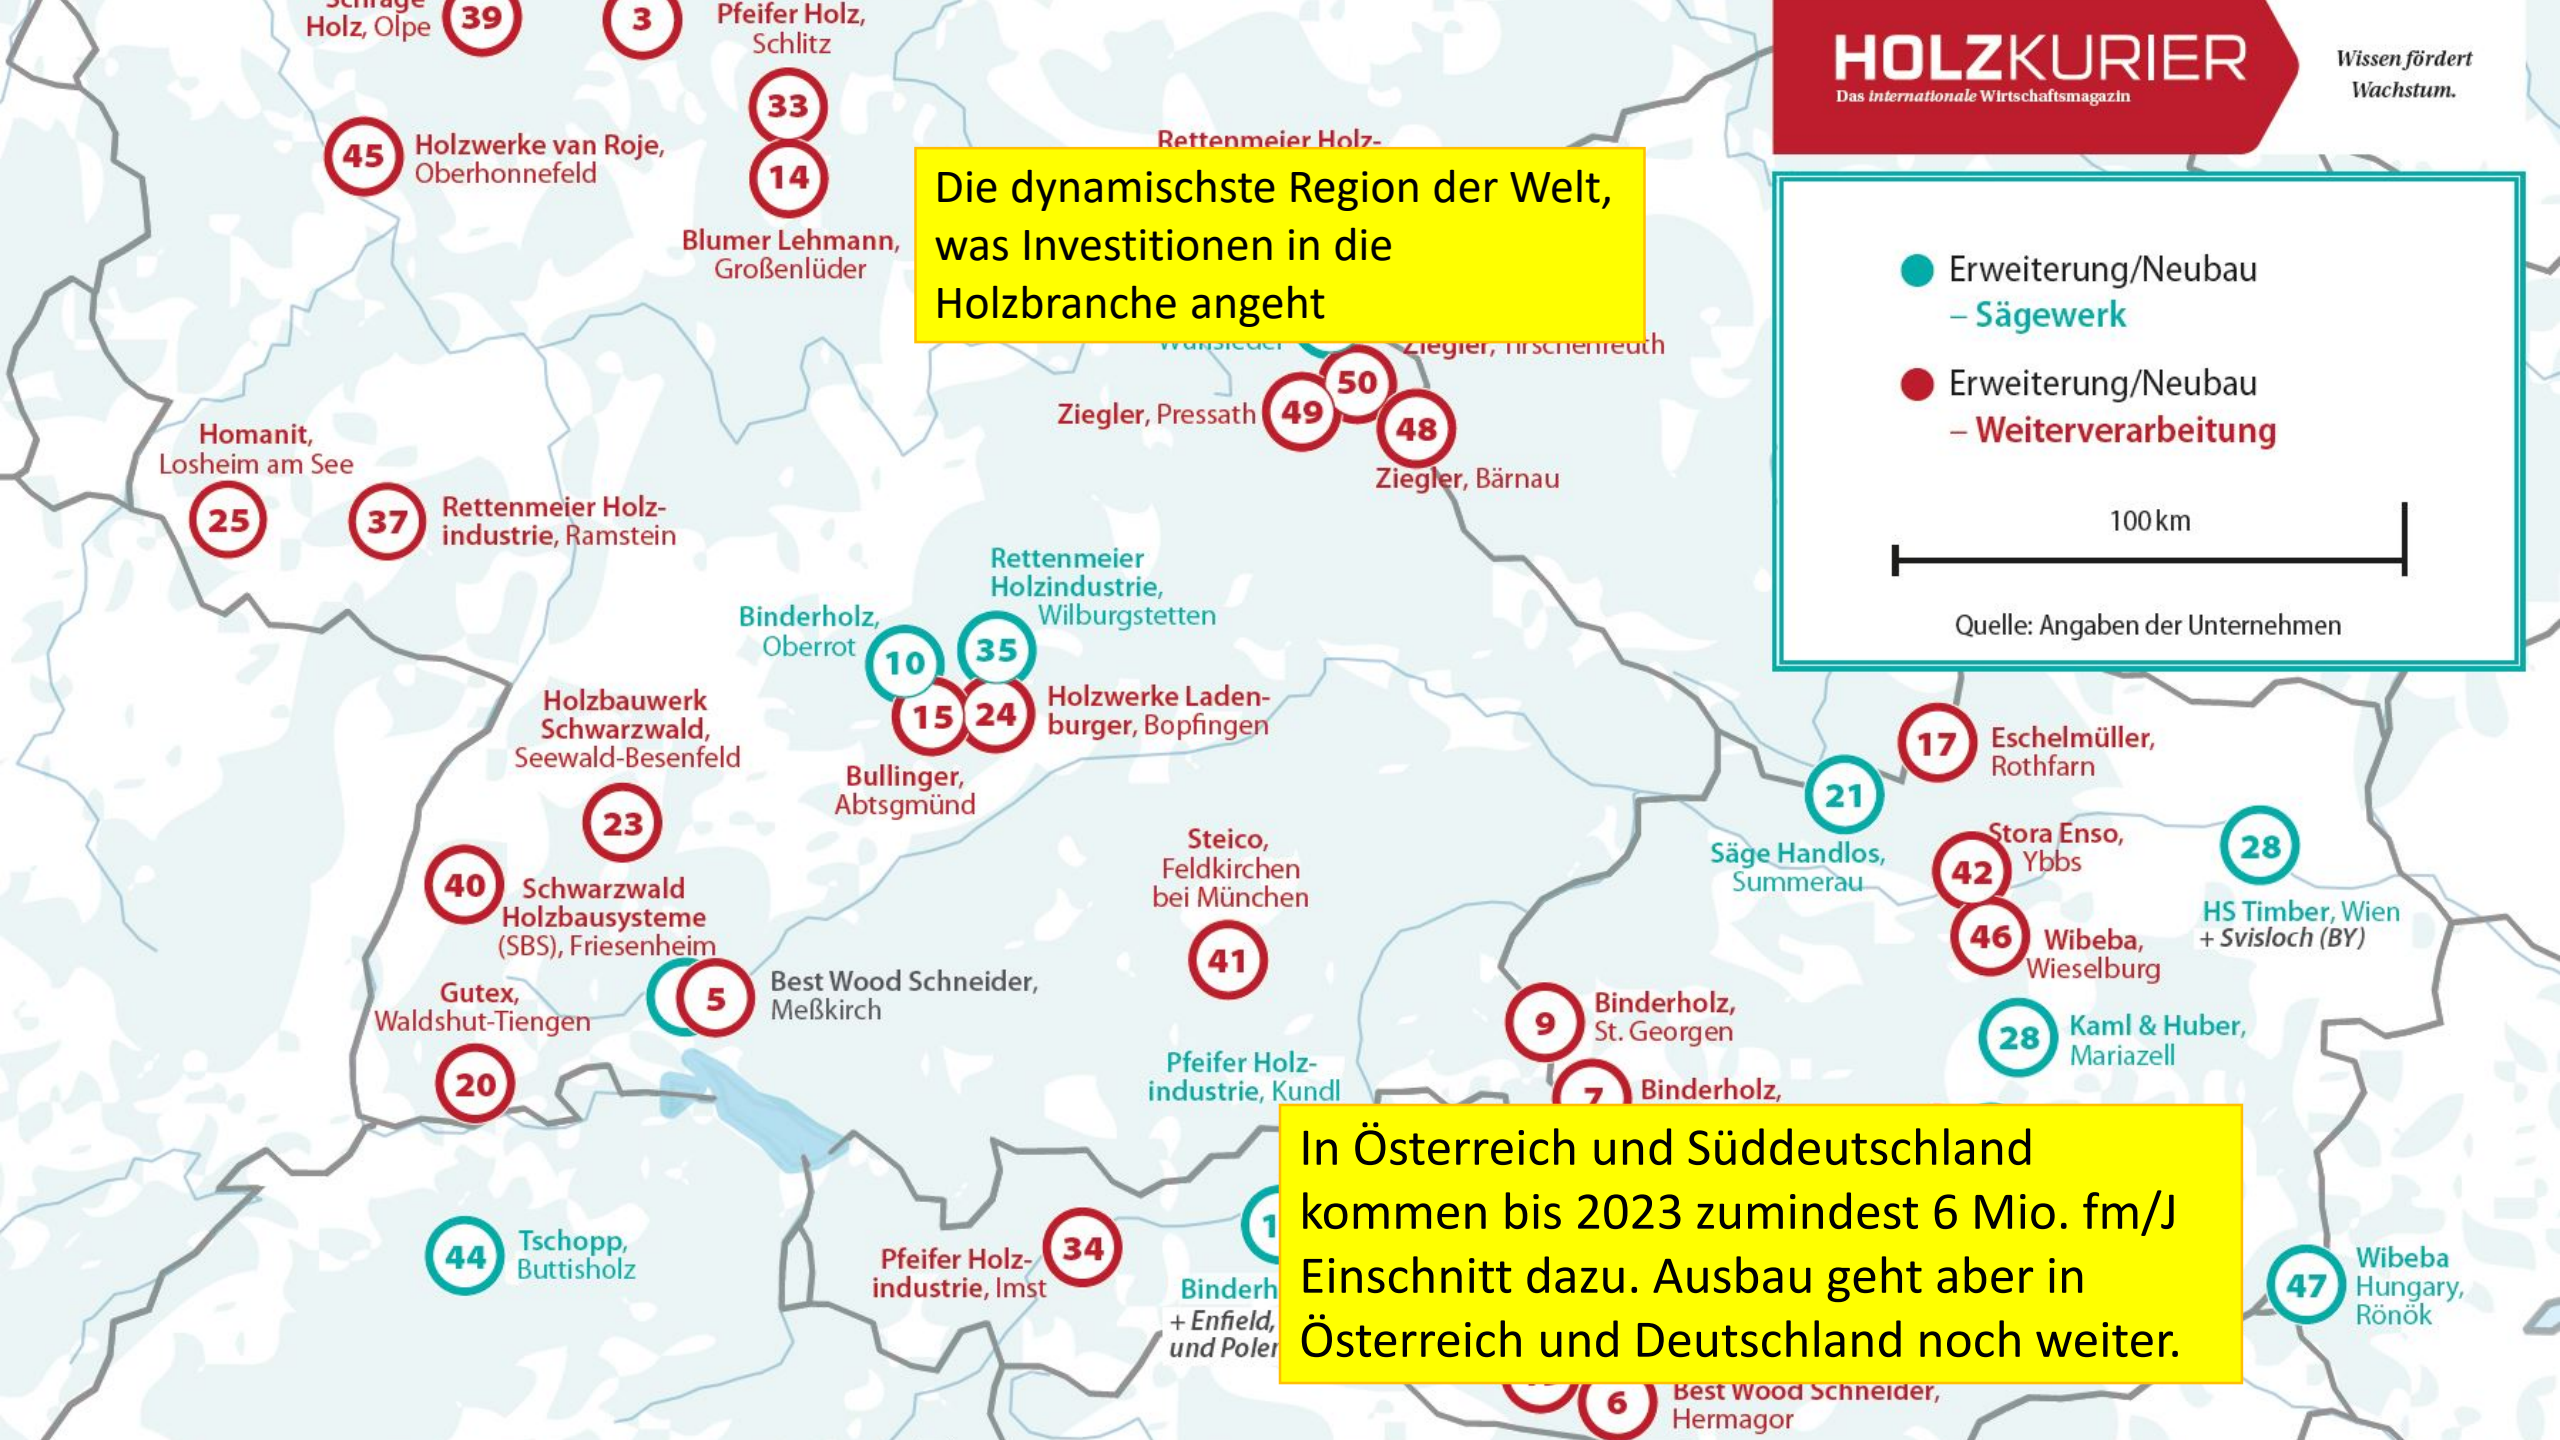 Holz, Olpe
39
3
Pfeifer Holz,
Schlitz
33
14
45
Holzwerke van Roje,
Oberhonnefeld
Blumer Lehmann,
Großenlüder
HOLZKURIER
Das internationale Wirtschaftsmagazin
Wissen fördert
Wachstum.
Rettenmeier Holz-
Die dynamischste Region der Welt,
was Investitionen in die
Holzbranche angeht
Erweiterung/Neubau
– Sägewerk
Erweiterung/Neubau
– Weiterverarbeitung
100 km
Quelle: Angaben der Unternehmen
Ziegler, Tirschenreuth
50
Ziegler, Pressath
49
48
Ziegler, Bärnau
Homanit,
Losheim am See
25
37
Rettenmeier Holz-
industrie, Ramstein
Rettenmeier
Holzindustrie,
Wilburgstetten
Binderholz,
Oberrot
10
35
15
24
Holzwerke Laden-
burger, Bopfingen
Bullinger,
Abtsgmünd
Holzbauwerk
Schwarzwald,
Seewald-Besenfeld
23
40
Schwarzwald
Holzbausysteme
(SBS), Friesenheim
5
Best Wood Schneider,
Meßkirch
Gutex,
Waldshut-Tiengen
20
Steico,
Feldkirchen
bei München
41
17
Eschelmüller,
Rothfarn
21
Säge Handlos,
Summerau
Stora Enso,
Ybbs
42
46
Wibeba,
Wieselburg
28
HS Timber, Wien
+ Svisloch (BY)
28
Kaml & Huber,
Mariazell
9
Binderholz,
St. Georgen
7
Binderholz,
Pfeifer Holz-
industrie, Kundl
In Österreich und Süddeutschland
kommen bis 2023 zumindest 6 Mio. fm/J
Einschnitt dazu. Ausbau geht aber in
Österreich und Deutschland noch weiter.
44
Tschopp,
Buttisholz
Pfeifer Holz-
industrie, Imst
34
+ Enfield,
und
47
Wibeba
Hungary,
Rönök
6
Best Wood Schneider,
Hermagor